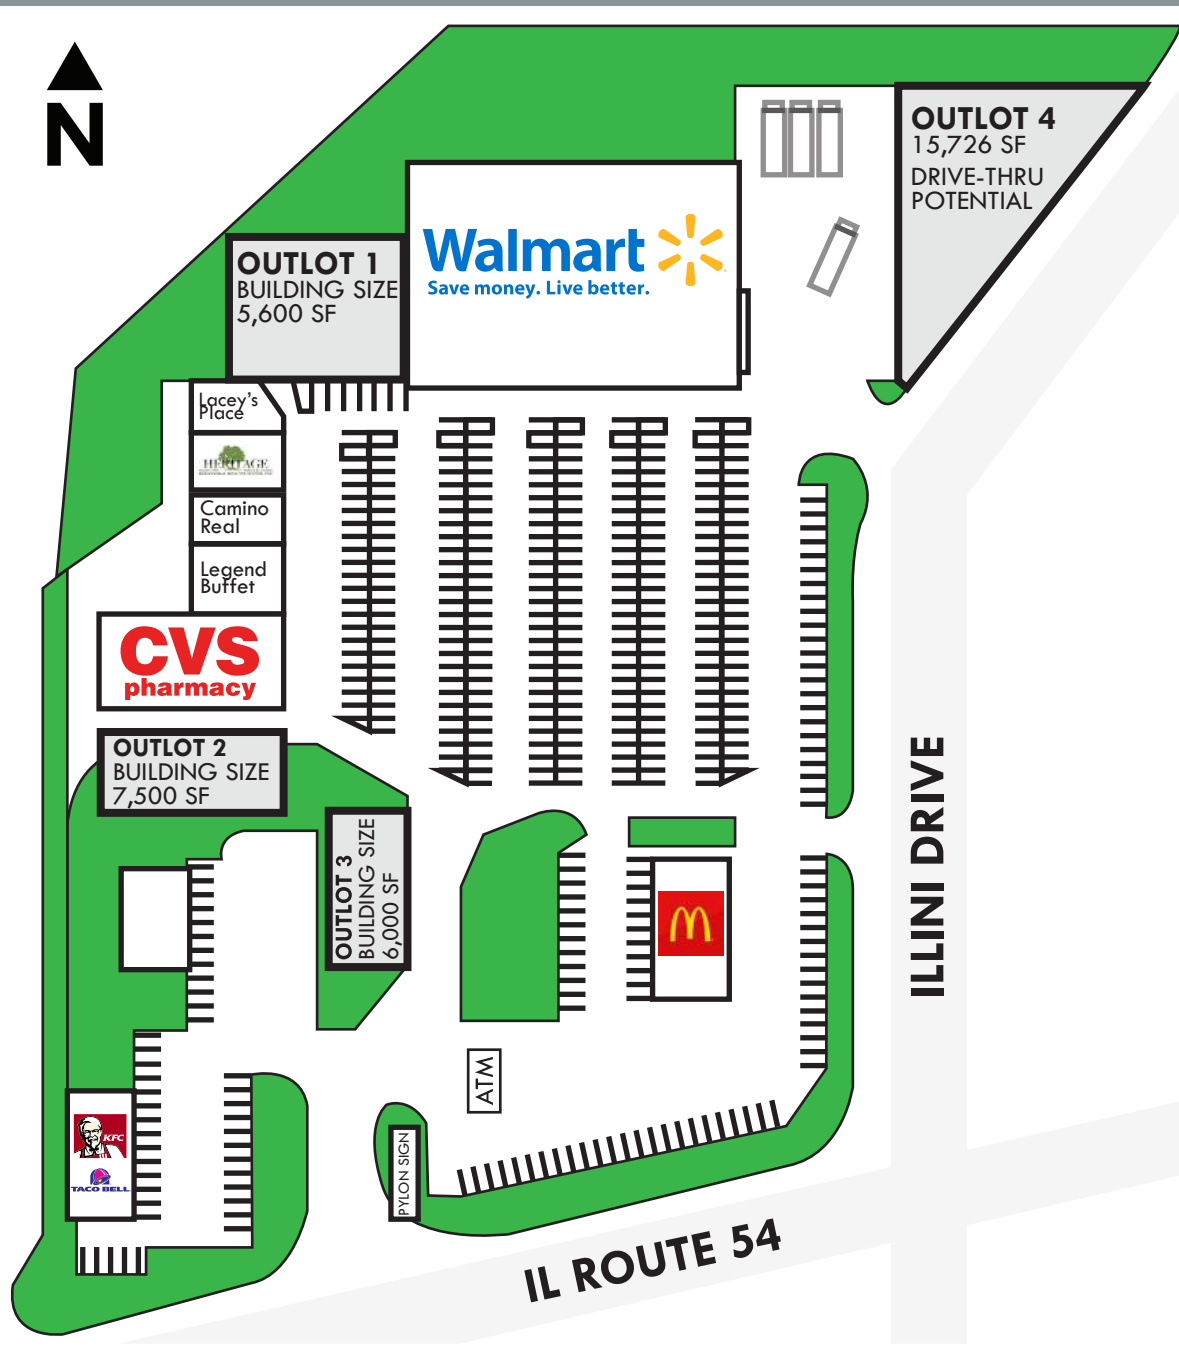 N
OUTLOT 4
15,726 SF
DRIVE-THRU
POTENTIAL
Walmart
Save money. Live better.
OUTLOT 1
BUILDING SIZE
5,600 SF
Lacey's
Place
HERITAGE
Camino
Real
Legend
Buffet
CVS
pharmacy
OUTLOT 2
BUILDING SIZE
7,500 SF
OUTLOT 3
BUILDING SIZE
6,000 SF
ILLINI DRIVE
ATM
KFC
TACO BELL
PYLON SIGN
IL ROUTE 54